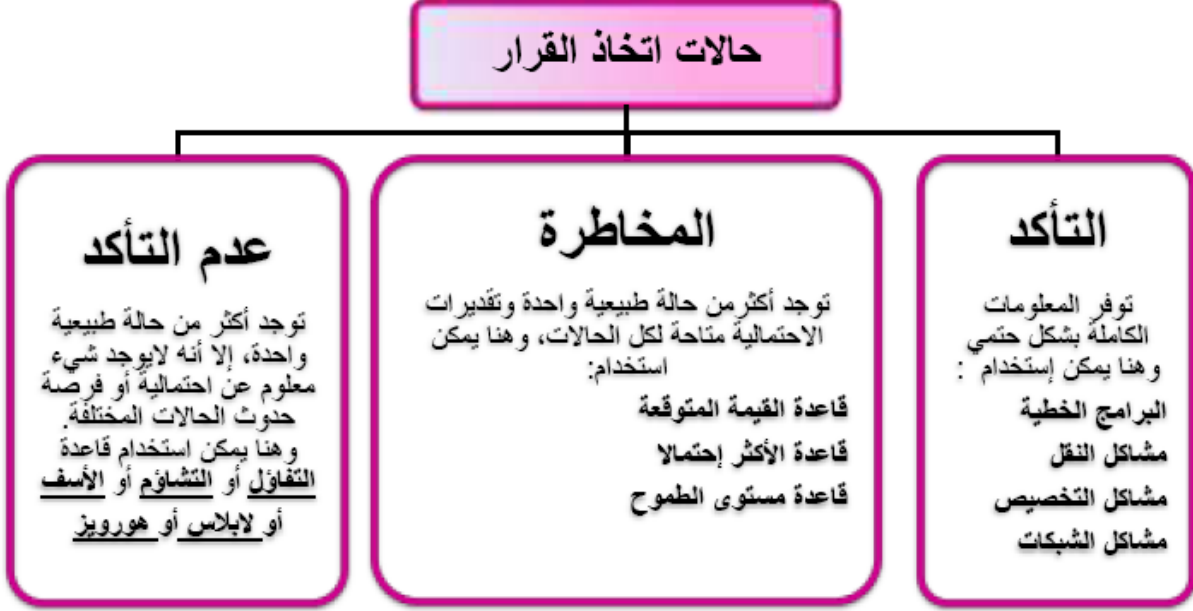 حالات اتخاذ القرار
التأكد
توفر المعلومات
الكاملة بشكل حتمي
وهنا يمكن إستخدام :
البرامج الخطية
مشاكل النقل
مشاكل التخصيص
مشاكل الشبكات
المخاطرة
توجد أكثر من حالة طبيعية واحدة وتقديرات
الاحتمالية متاحة لكل الحالات، وهنا يمكن
استخدام:
قاعدة القيمة المتوقعة
قاعدة الأكثر إحتمالا
قاعدة مستوى الطموح
عدم التأكد
توجد أكثر من حالة طبيعية
واحدة، إلا أنه لايوجد شيء
معلوم عن احتمالية أو فرصة
حدوث الحالات المختلفة.
وهنا يمكن استخدام قاعدة
التفاؤل أو التشاؤم أو الأسف
أو لابلاس أو هورويز